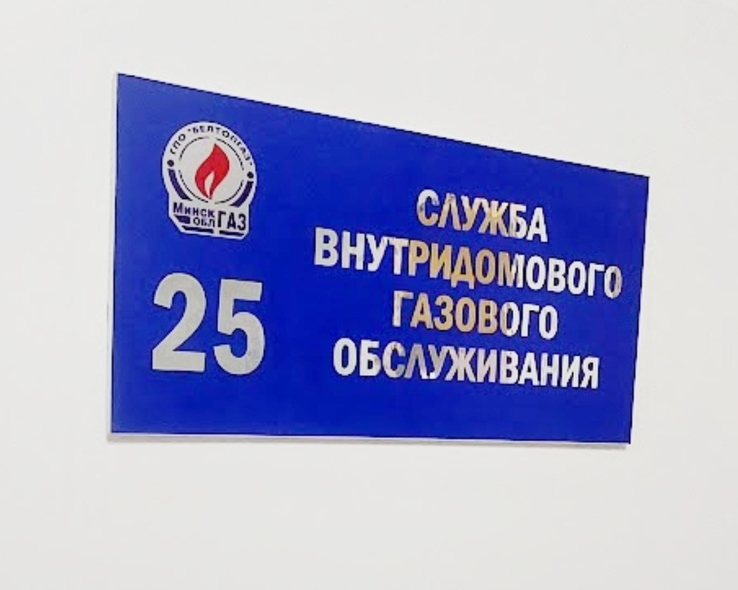 ГПО "БЕЛТОПГАЗ"
МИНСК
ОБЛ ГАЗ
25
СЛУЖБА
ВНУТРИДОМОВОГО
ГАЗОВОГО
ОБСЛУЖИВАНИЯ